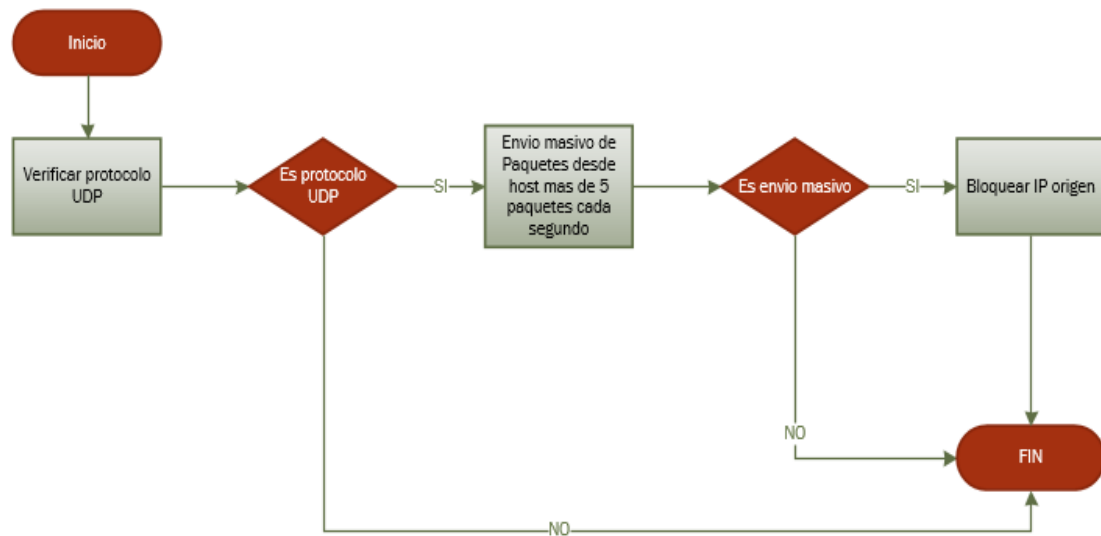 Inicio
Verificar protocolo
UDP
Es protocolo
UDP
SI
Envio masivo de
Paquetes desde
host mas de 5
paquetes cada
segundo
Es envio masivo
SI
Bloquear IP origen
NO
FIN
NO